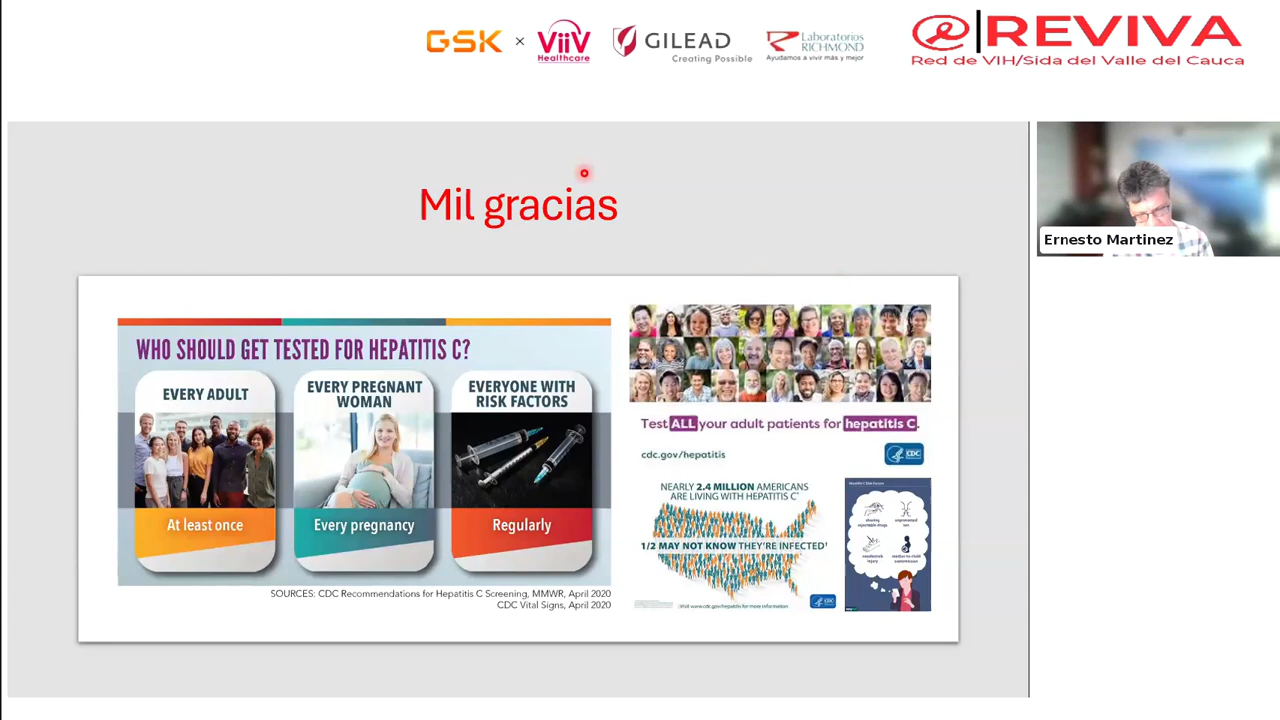 GSK × ViiV Healthcare
GILEAD
Creating Possible
Laboratorios
RICHMOND
Ayudamos a vivir más y mejor
REVIVA
Red de VIH/Sida del Valle del Cauca
Mil gracias
Ernesto Martinez
WHO SHOULD GET TESTED FOR HEPATITIS C?
EVERY ADULT
At least once
EVERY PREGNANT
WOMAN
Every pregnancy
EVERYONE WITH
RISK FACTORS
Regularly
SOURCES: CDC Recommendations for Hepatitis C Screening, MMWR, April 2020
CDC Vital Signs, April 2020
Test ALL your adult patients for hepatitis C.
cdc.gov/hepatitis
CDC
NEARLY 2.4 MILLION AMERICANS
ARE LIVING WITH HEPATITIS C*
1/2 MAY NOT KNOW THEY'RE INFECTED†
Visit www.cdc.gov/hepatitis for more information
CDC
Hepatitis C Risk Factors
sharing
injectable drugs
unprotected
sex
needlestick
injury
mother-to-child
transmission